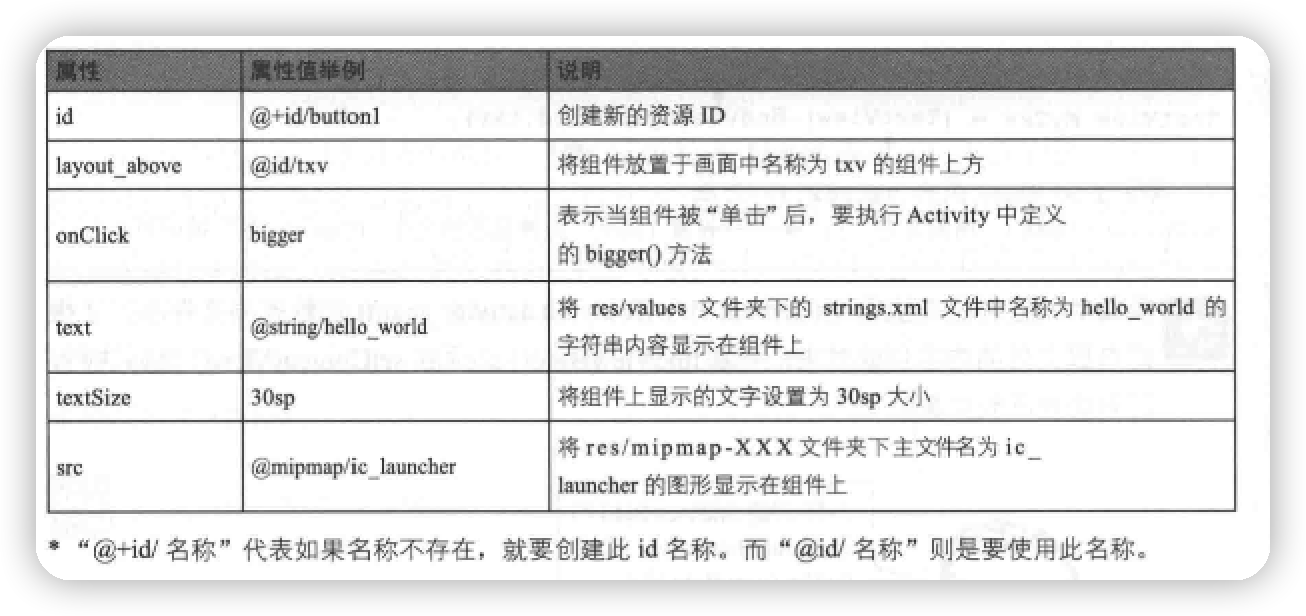 属性 属性值举例 说明
id @+id/button1 创建新的资源 ID
layout_above @id/txv 将组件放置于画面中名称为 txv 的组件上方
onClick bigger 表示当组件被“单击”后，要执行 Activity 中定义
的 bigger() 方法
text @string/hello_world 将 res/values 文件夹下的 strings.xml 文件中名称为 hello_world 的
字符串内容显示在组件上
textSize 30sp 将组件上显示的文字设置为 30sp 大小
src @mipmap/ic_launcher 将 res/mipmap-XXX 文件夹下主文件名为 ic_
launcher 的图形显示在组件上
* “@+id/ 名称” 代表如果名称不存在，就要创建此 id 名称。而 “@id/ 名称” 则是要使用此名称。